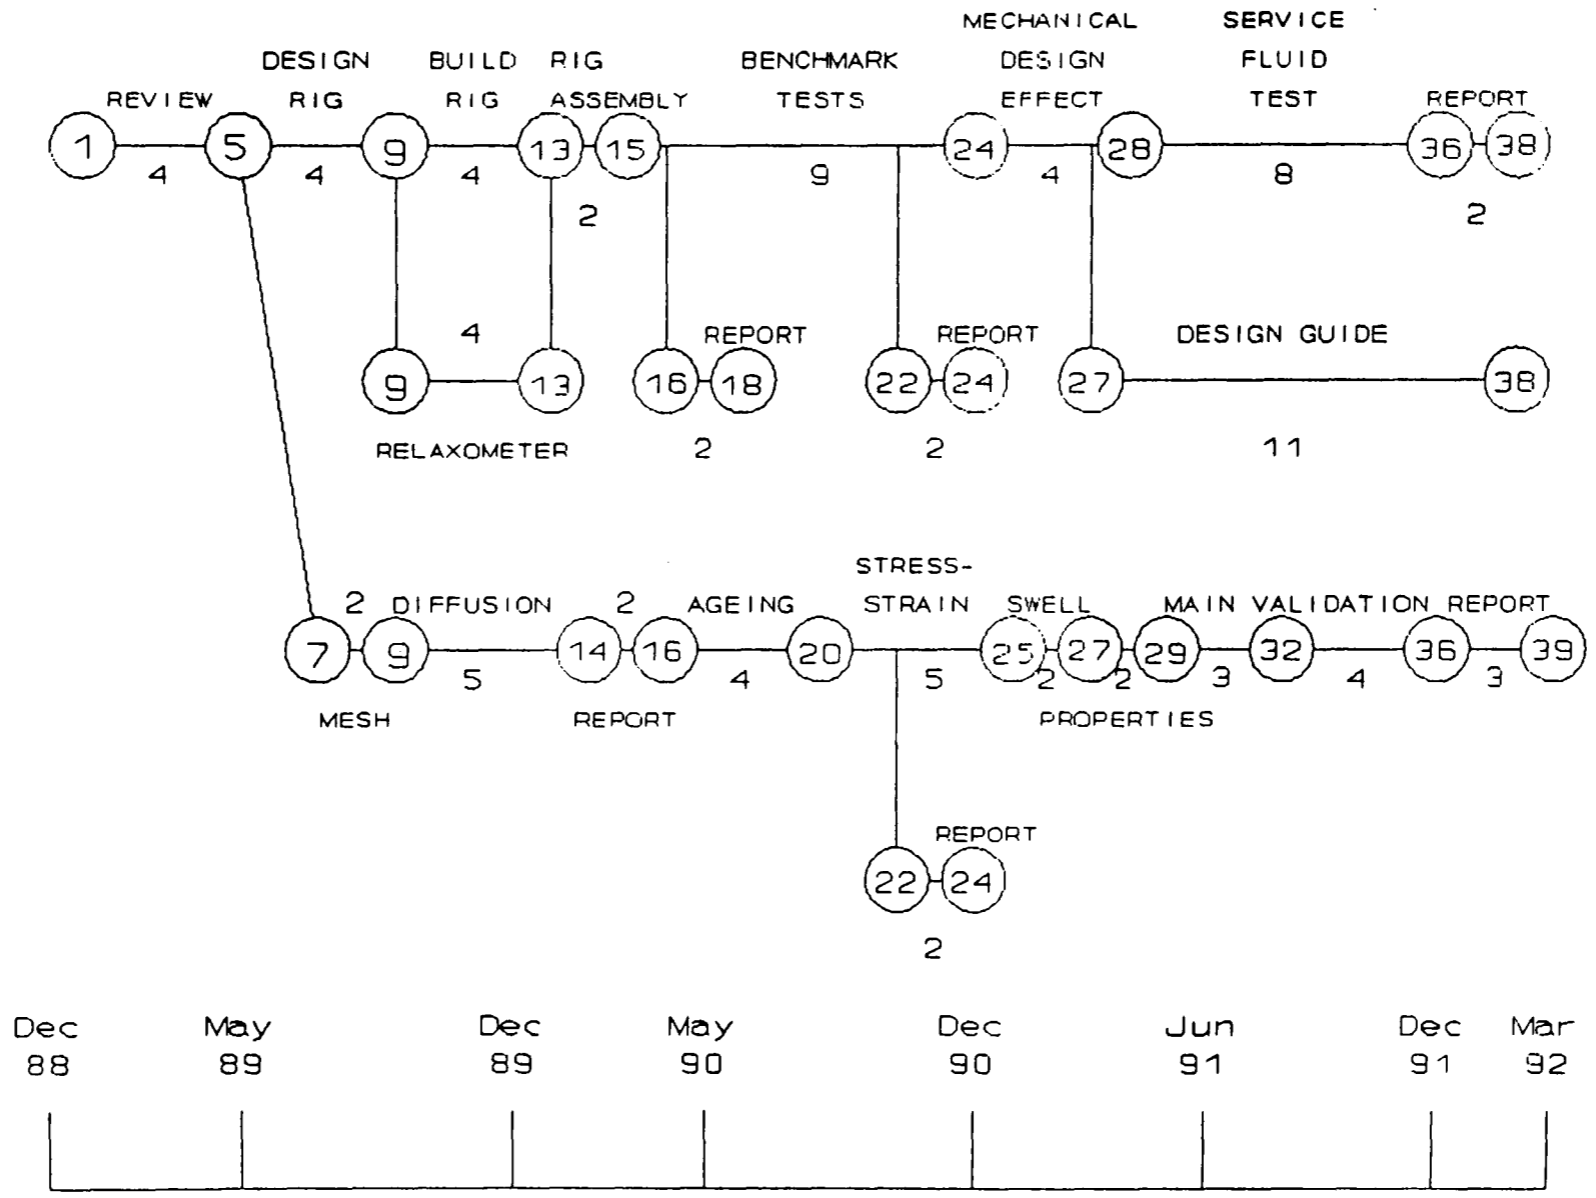 MECHANICAL SERVICE
DESIGN BUILD RIG BENCHMARK DESIGN FLUID
REVIEW RIG RIG ASSEMBLY TESTS EFFECT TEST REPORT
1 5 9 13 15 24 28 36 38
4 4 4 9 4 8
2 2
4 REPORT REPORT DESIGN GUIDE
9 13 16 18 22 24 27 38
RELAXOMETER 2 2 11
STRESS-
2 DIFFUSION 2 AGEING STRAIN SWELL MAIN VALIDATION REPORT
7 9 14 16 20 25 27 29 32 36 39
5 4 5 2 2 3 4 3
MESH REPORT PROPERTIES
REPORT
22 24
2
Dec May Dec May Dec Jun Dec Mar
88 89 89 90 90 91 91 92